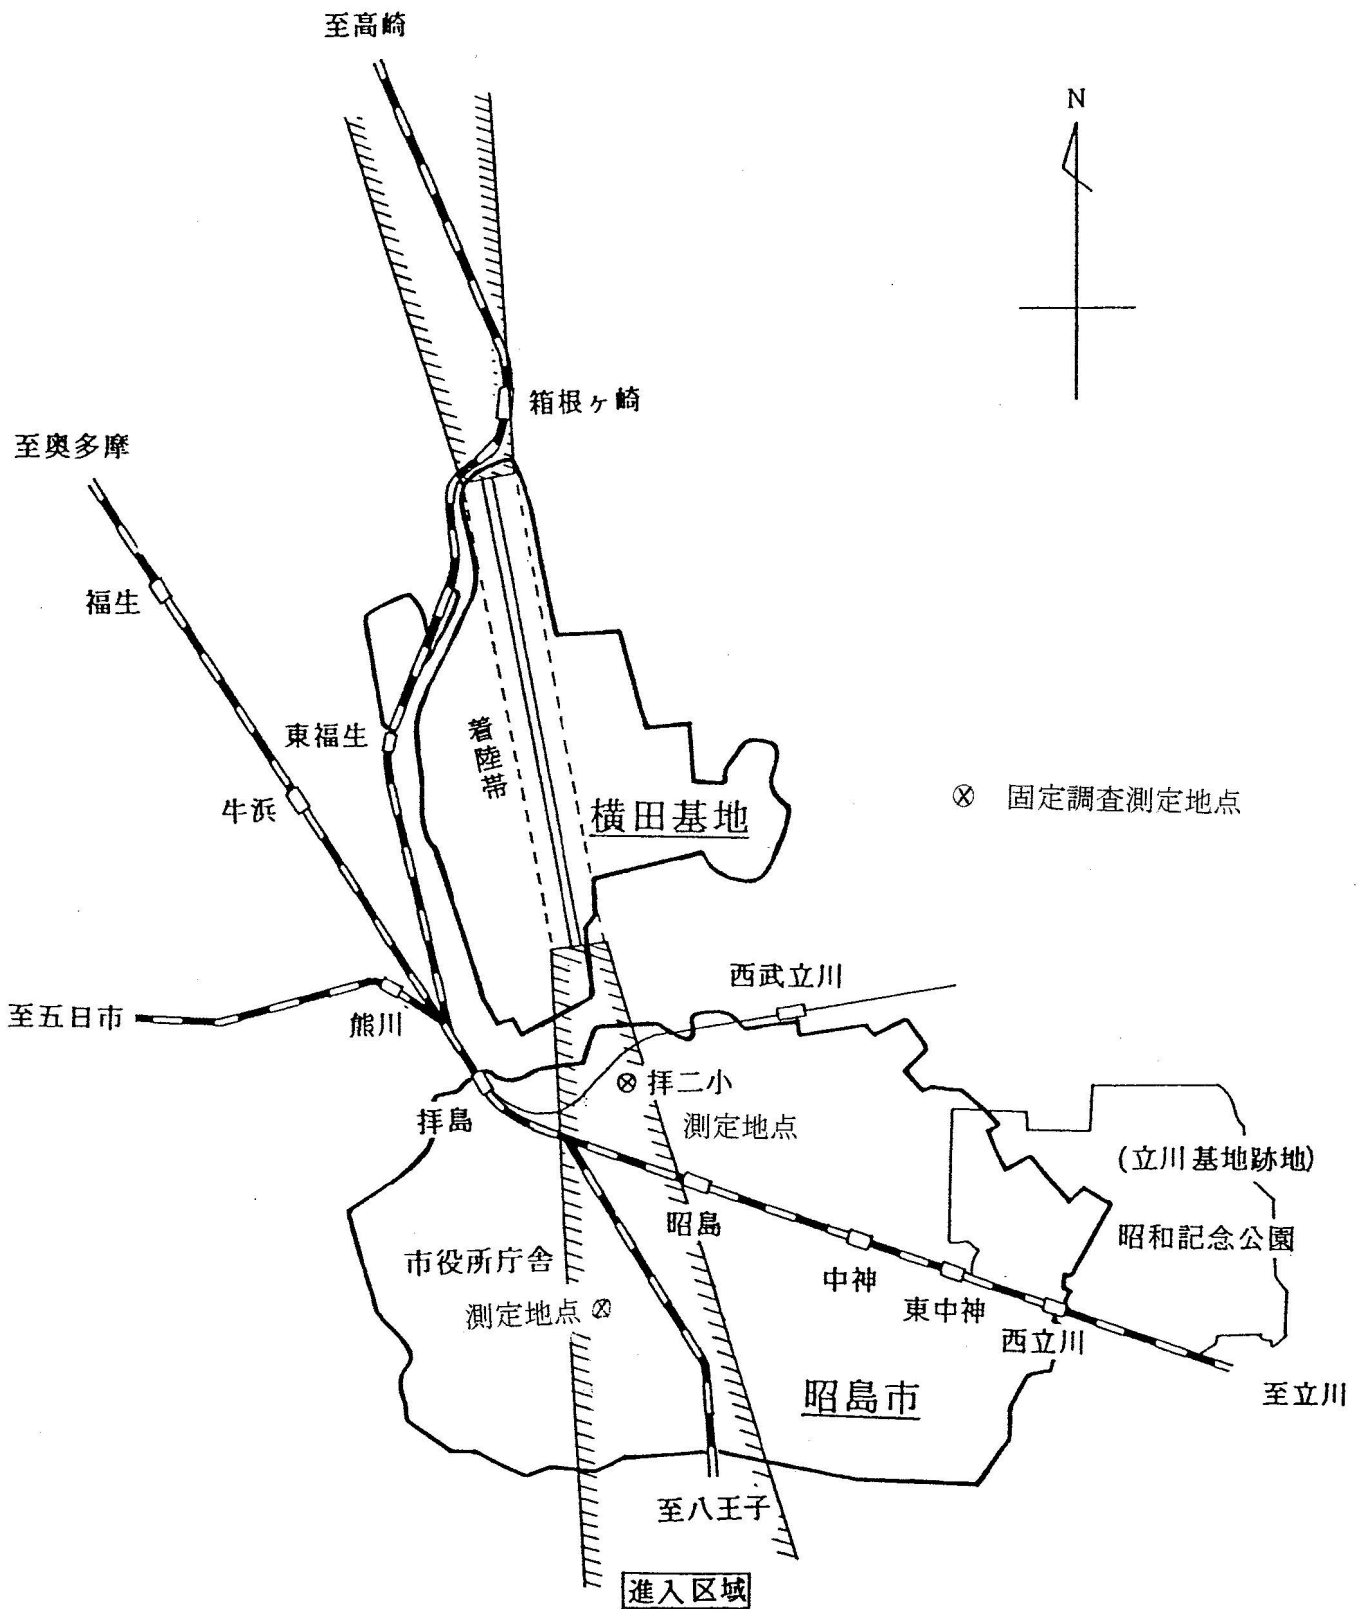 至高崎
N
箱根ヶ崎
至奥多摩
福生
東福生
着陸帯
牛浜
横田基地
⊗ 固定調査測定地点
西武立川
至五日市
熊川
⊗ 拝二小
測定地点
拝島
(立川基地跡地)
昭島
昭和記念公園
市役所庁舎
測定地点 ⊗
中神
東中神
西立川
昭島市
至立川
至八王子
進入区域